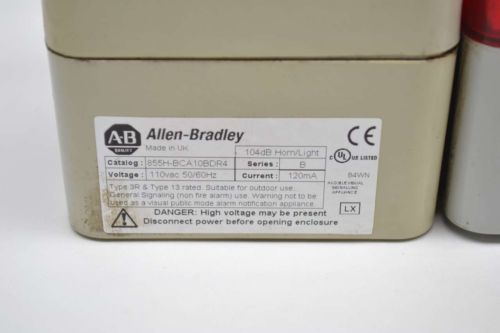 A·B
QUALITY
Allen-Bradley
Made in UK
104dB Horn/Light
CE
C UL US LISTED
Catalog : 855H-BCA10BDR4 Series : B
Voltage : 110vac 50/60Hz Current : 120mA
84WN
AUDIBLE VISUAL
SIGNALLING
APPLIANCE
Type 3R & Type 13 rated. Suitable for outdoor use.
General Signaling (non fire alarm) use. Warning not to be
used as a visual public mode alarm notification appliance.
LX
DANGER: High voltage may be present
Disconnect power before opening enclosure